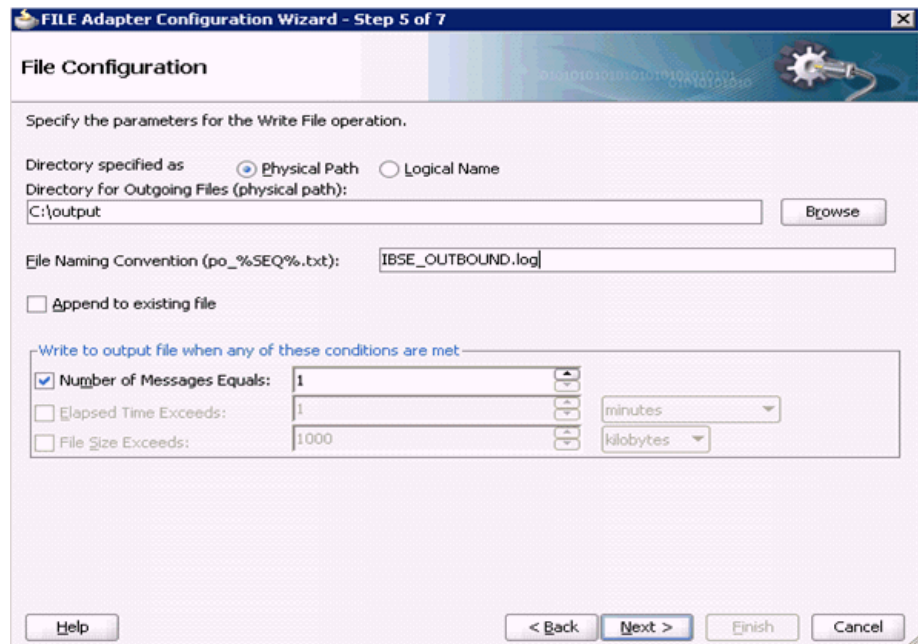 FILE Adapter Configuration Wizard - Step 5 of 7
File Configuration
Specify the parameters for the Write File operation.
Directory specified as Physical Path Logical Name
Directory for Outgoing Files (physical path):
C:\output Browse
File Naming Convention (po_%SEQ%.txt): IBSE_OUTBOUND.log
Append to existing file
Write to output file when any of these conditions are met
Number of Messages Equals: 1
Elapsed Time Exceeds: 1 minutes
File Size Exceeds: 1000 kilobytes
Help < Back Next > Finish Cancel